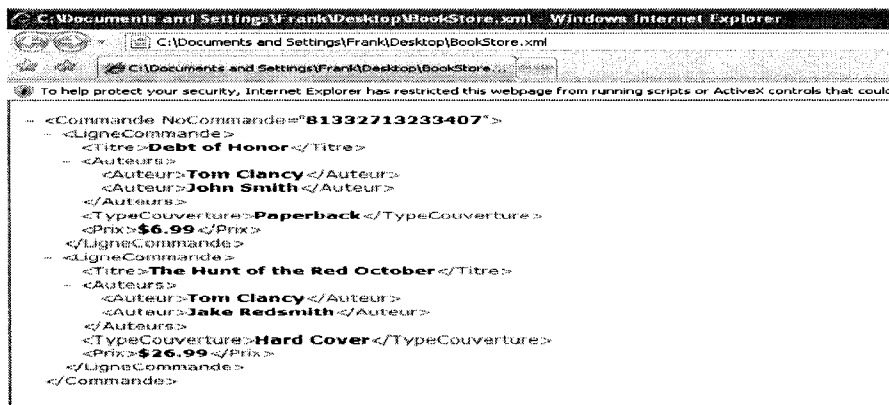 C:\Documents and Settings\Frank\Desktop\BookStore.xml - Windows Internet Explorer
C:\Documents and Settings\Frank\Desktop\BookStore.xml
C:\Documents and Settings\Frank\Desktop\BookStore...
To help protect your security, Internet Explorer has restricted this webpage from running scripts or ActiveX controls that coul
- <Commande NoCommande="81332713233407">
- <LigneCommande>
<Titre>Debt of Honor</Titre>
- <Auteurs>
<Auteur>Tom Clancy</Auteur>
<Auteur>John Smith</Auteur>
</Auteurs>
<TypeCouverture>Paperback</TypeCouverture>
<Prix>$6.99</Prix>
</LigneCommande>
- <LigneCommande>
<Titre>The Hunt of the Red October</Titre>
- <Auteurs>
<Auteur>Tom Clancy</Auteur>
<Auteur>Jake Redsmith</Auteur>
</Auteurs>
<TypeCouverture>Hard Cover</TypeCouverture>
<Prix>$26.99</Prix>
</LigneCommande>
</Commande>